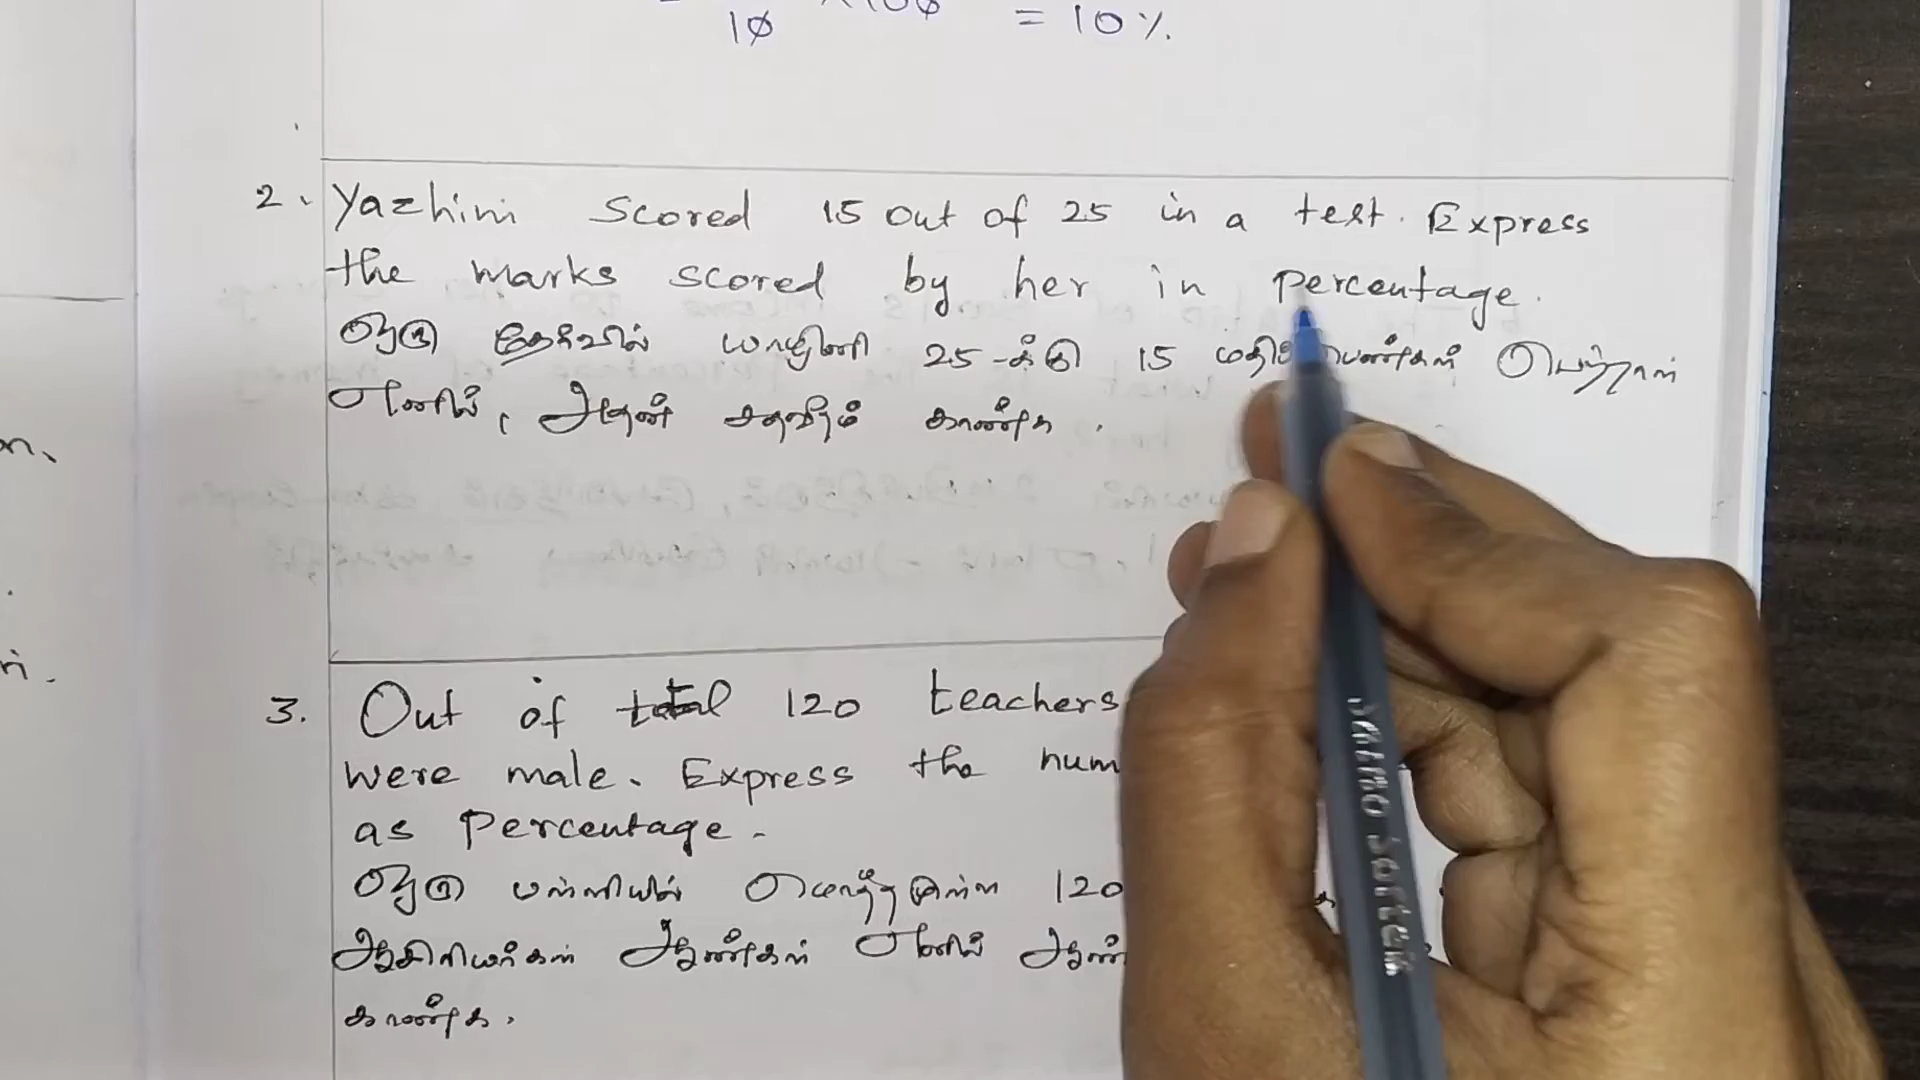 10 × 100 = 10%.
2. Yazhini scored 15 out of 25 in a test. Express
the marks scored by her in percentage.
ஒரு தேர்வில் யாழினி 25-க்கு 15 மதிப்பெண்கள் பெற்றாள்
எனில், அதன் சதவீதம் காண்க.
3. Out of total 120 teachers
were male. Express the num
as percentage.
ஒரு பள்ளியில் மொத்தமுள்ள 120
ஆசிரியர்கள் ஆண்கள் எனில் ஆண்
காண்க.